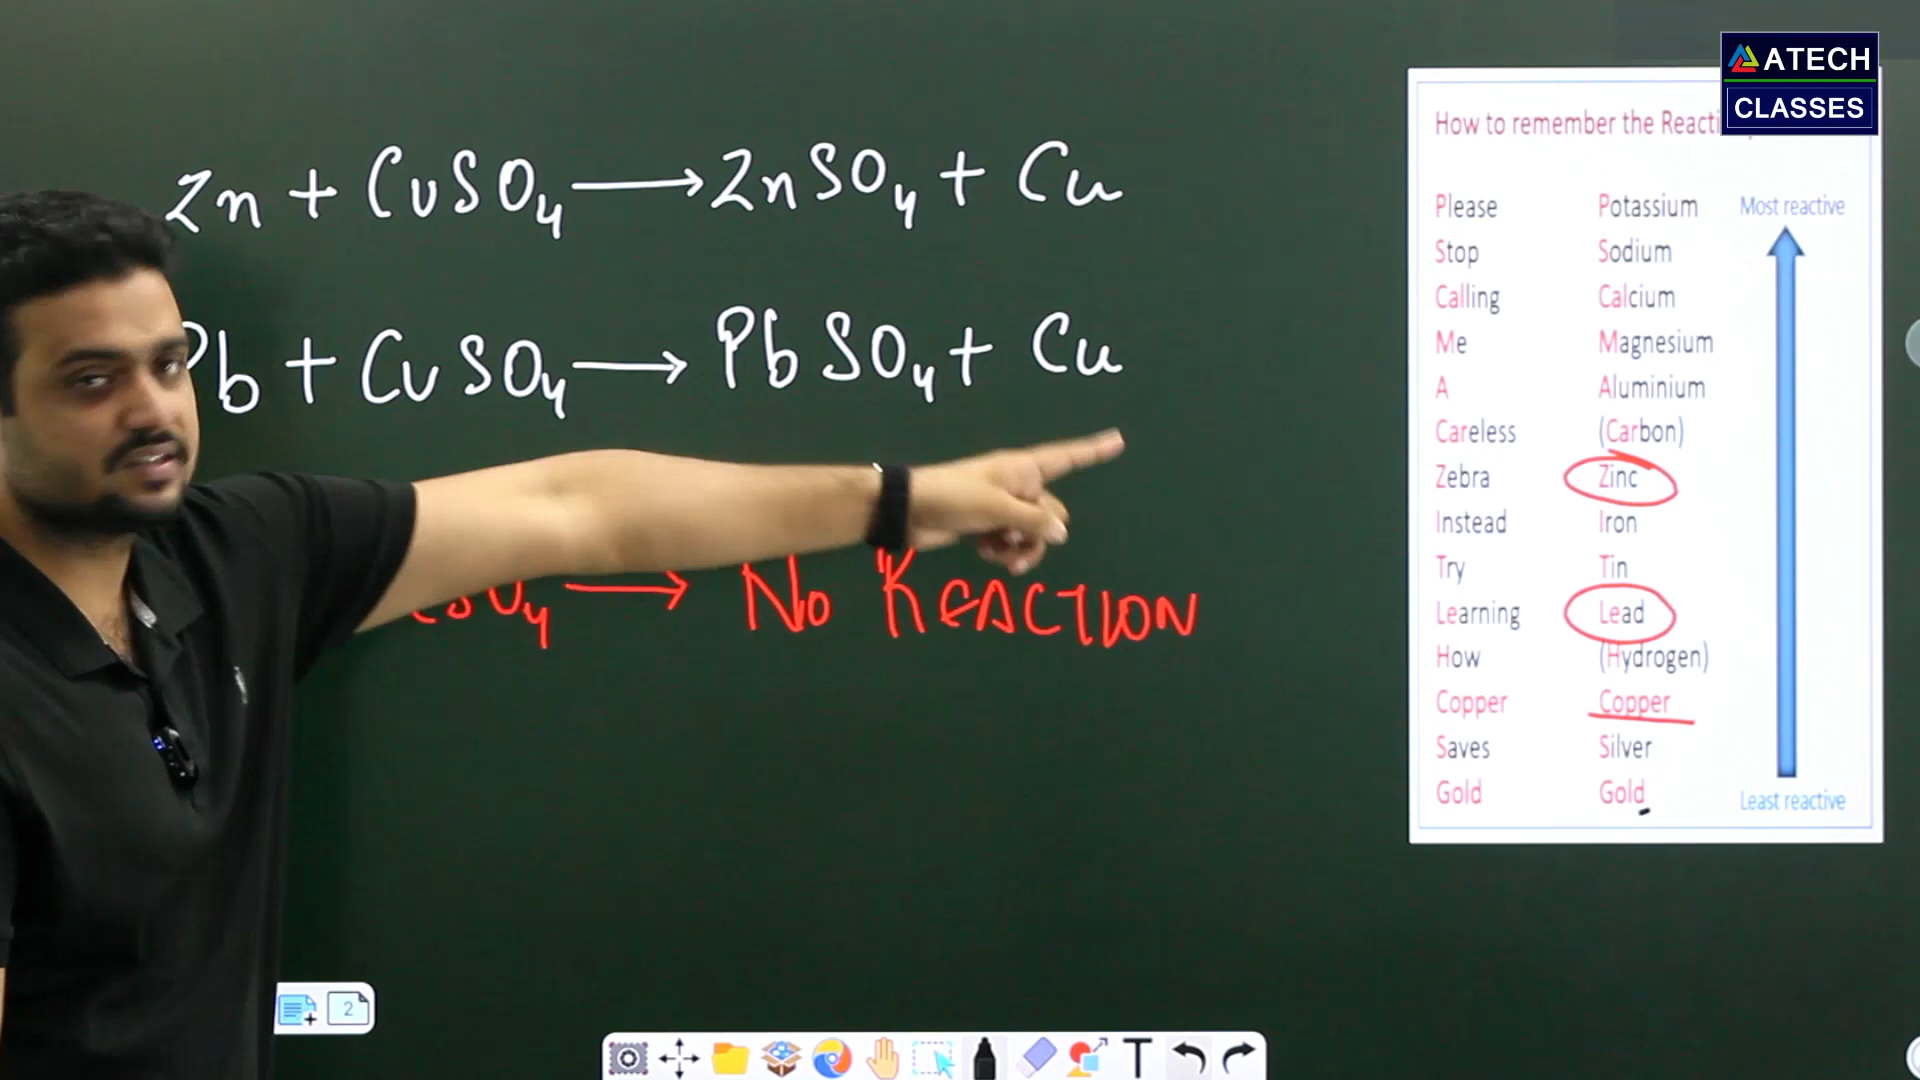 ATECH
CLASSES
Zn + CuSO4 → ZnSO4 + Cu
Pb + CuSO4 → PbSO4 + Cu
SO4 → No REACTION
How to remember the Reacti
Please Potassium Most reactive
Stop Sodium
Calling Calcium
Me Magnesium
A Aluminium
Careless (Carbon)
Zebra Zinc
Instead Iron
Try Tin
Learning Lead
How (Hydrogen)
Copper Copper
Saves Silver
Gold Gold Least reactive
2
T